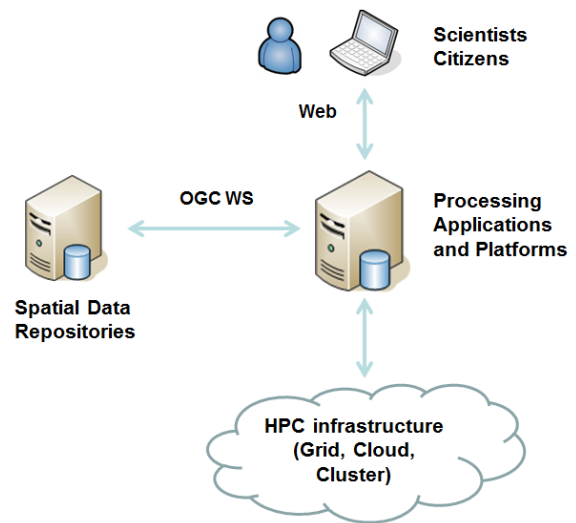 Scientists
Citizens
Web
OGC WS
Processing
Applications
and Platforms
Spatial Data
Repositories
HPC infrastructure
(Grid, Cloud,
Cluster)